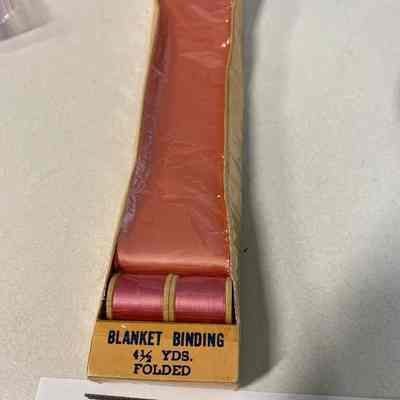 BLANKET BINDING
4½ YDS.
FOLDED